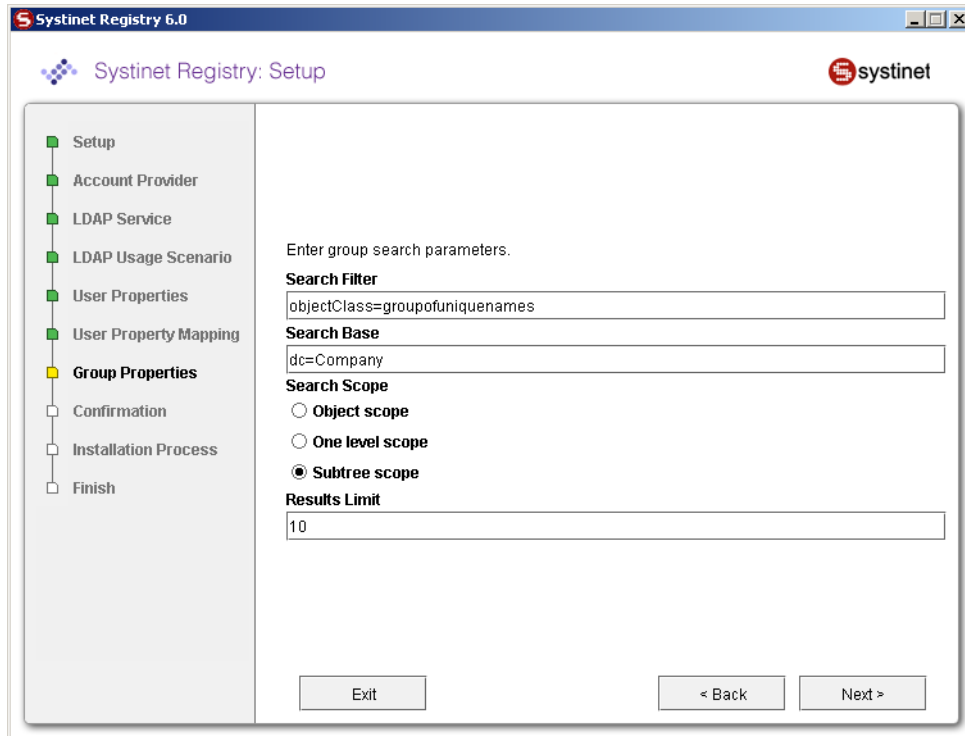 Systinet Registry 6.0
Systinet Registry: Setup
systinet
Setup
Account Provider
LDAP Service
LDAP Usage Scenario
User Properties
User Property Mapping
Group Properties
Confirmation
Installation Process
Finish
Enter group search parameters.
Search Filter
objectClass=groupofuniquenames
Search Base
dc=Company
Search Scope
Object scope
One level scope
Subtree scope
Results Limit
10
Exit
< Back
Next >